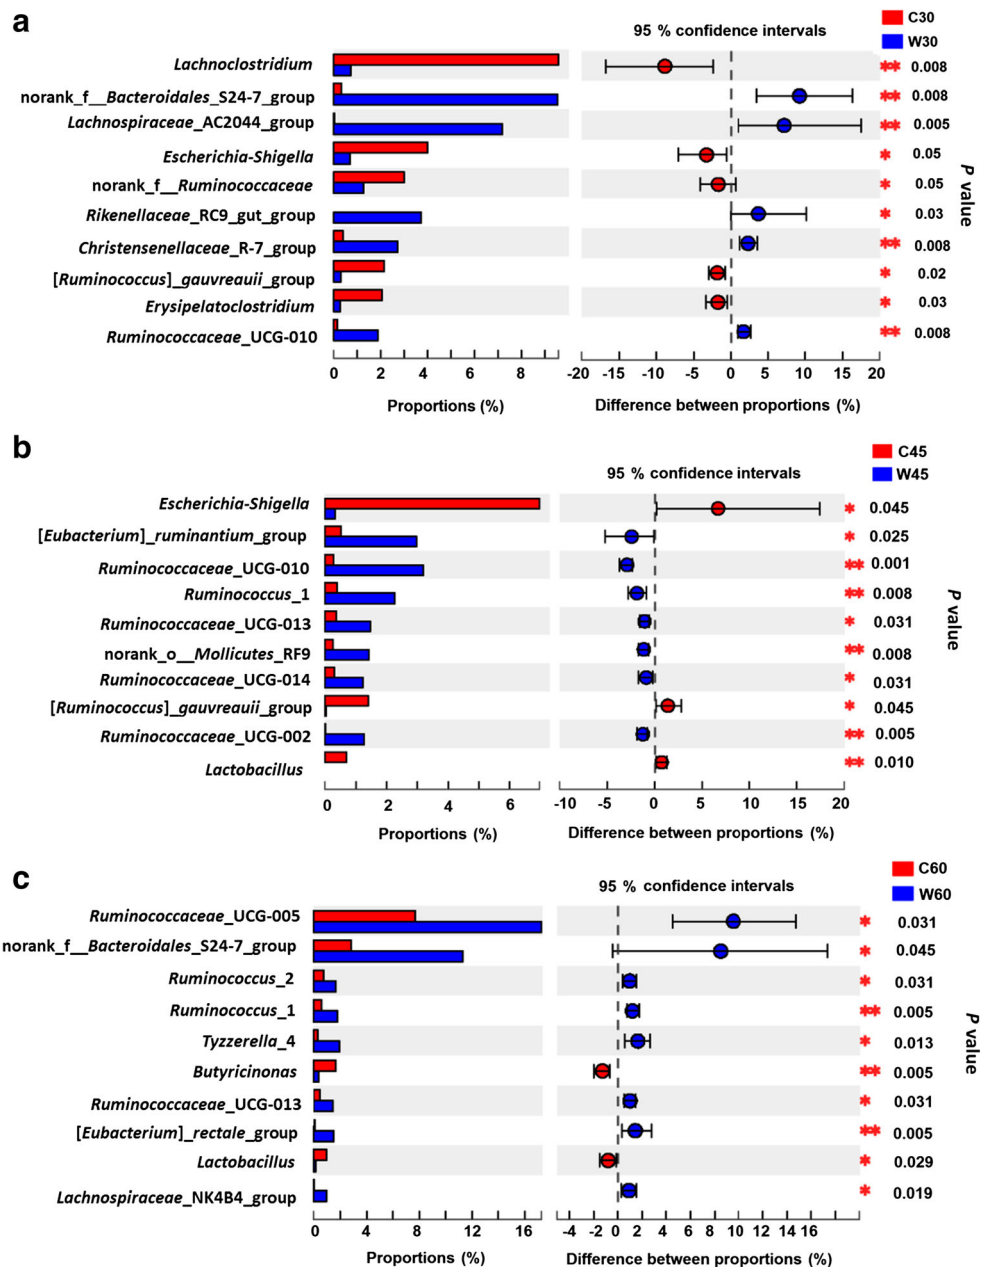 a
C30
W30
95 % confidence intervals
Lachnoclostridium ** 0.008
norank_f__Bacteroidales_S24-7_group ** 0.008
Lachnospiraceae_AC2044_group ** 0.005
Escherichia-Shigella * 0.05
norank_f__Ruminococcaceae * 0.05
Rikenellaceae_RC9_gut_group * 0.03
Christensenellaceae_R-7_group ** 0.008
[Ruminococcus]_gauvreauii_group * 0.02
Erysipelatoclostridium * 0.03
Ruminococcaceae_UCG-010 ** 0.008
P value
0 2 4 6 8 -20 -15 -10 -5 0 5 10 15 20
Proportions (%) Difference between proportions (%)
b
C45
W45
95 % confidence intervals
Escherichia-Shigella * 0.045
[Eubacterium]_ruminantium_group * 0.025
Ruminococcaceae_UCG-010 ** 0.001
Ruminococcus_1 ** 0.008
Ruminococcaceae_UCG-013 * 0.031
norank_o__Mollicutes_RF9 ** 0.008
Ruminococcaceae_UCG-014 * 0.031
[Ruminococcus]_gauvreauii_group * 0.045
Ruminococcaceae_UCG-002 ** 0.005
Lactobacillus ** 0.010
P value
0 2 4 6 -10 -5 0 5 10 15 20
Proportions (%) Difference between proportions (%)
c
C60
W60
95 % confidence intervals
Ruminococcaceae_UCG-005 * 0.031
norank_f__Bacteroidales_S24-7_group * 0.045
Ruminococcus_2 * 0.031
Ruminococcus_1 ** 0.005
Tyzzerella_4 * 0.013
Butyricinonas ** 0.005
Ruminococcaceae_UCG-013 * 0.031
[Eubacterium]_rectale_group ** 0.005
Lactobacillus * 0.029
Lachnospiraceae_NK4B4_group * 0.019
P value
0 4 8 12 16 -4 -2 0 2 4 6 8 10 12 14 16
Proportions (%) Difference between proportions (%)